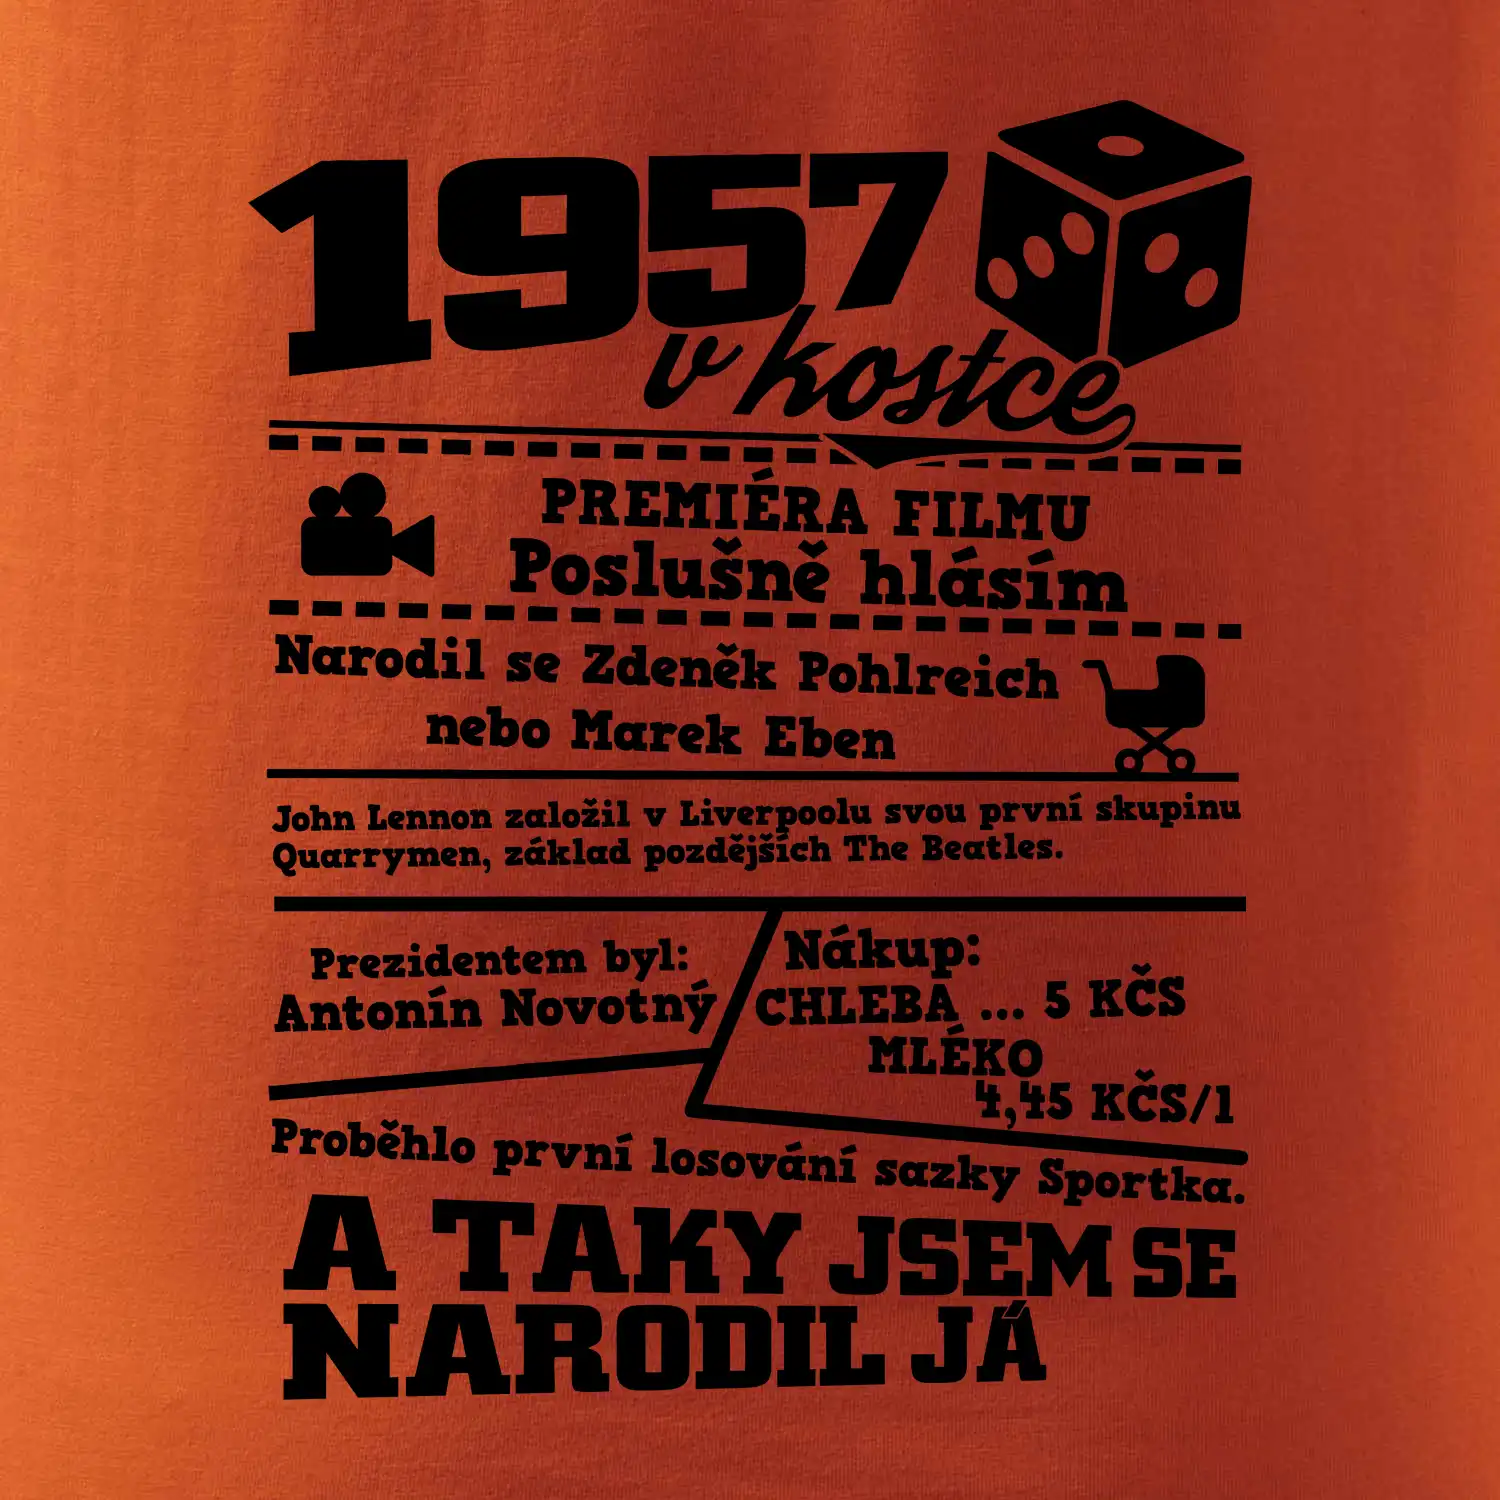 1957
v kostce
PREMIÉRA FILMU
Poslušně hlásím
Narodil se Zdeněk Pohlreich
nebo Marek Eben
John Lennon založil v Liverpoolu svou první skupinu
Quarrymen, základ pozdějších The Beatles.
Prezidentem byl:
Antonín Novotný
Nákup:
CHLEBA ... 5 KČS
MLÉKO
4,45 KČS/l
Proběhlo první losování sazky Sportka.
A TAKY JSEM SE
NARODIL JÁ